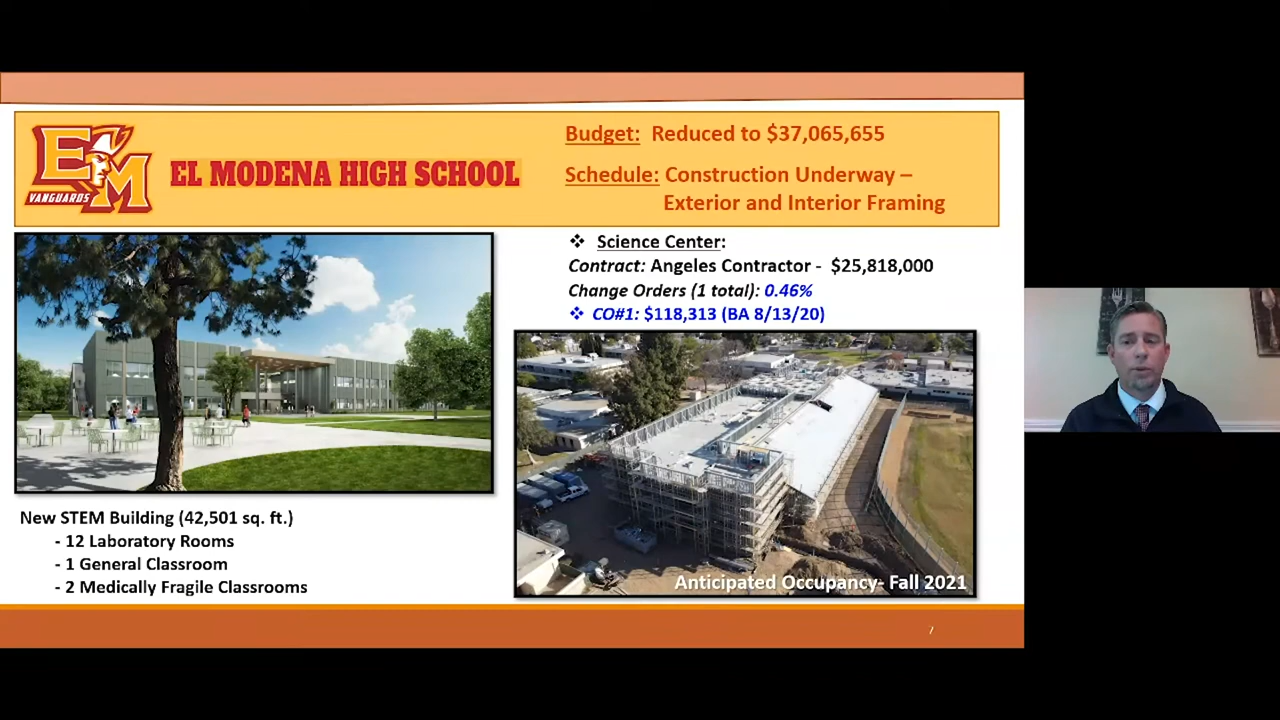 EM
VANGUARDS
EL MODENA HIGH SCHOOL
Budget: Reduced to $37,065,655
Schedule: Construction Underway –
Exterior and Interior Framing
❖ Science Center:
Contract: Angeles Contractor - $25,818,000
Change Orders (1 total): 0.46%
❖ CO#1: $118,313 (BA 8/13/20)
New STEM Building (42,501 sq. ft.)
- 12 Laboratory Rooms
- 1 General Classroom
- 2 Medically Fragile Classrooms
Anticipated Occupancy- Fall 2021
7